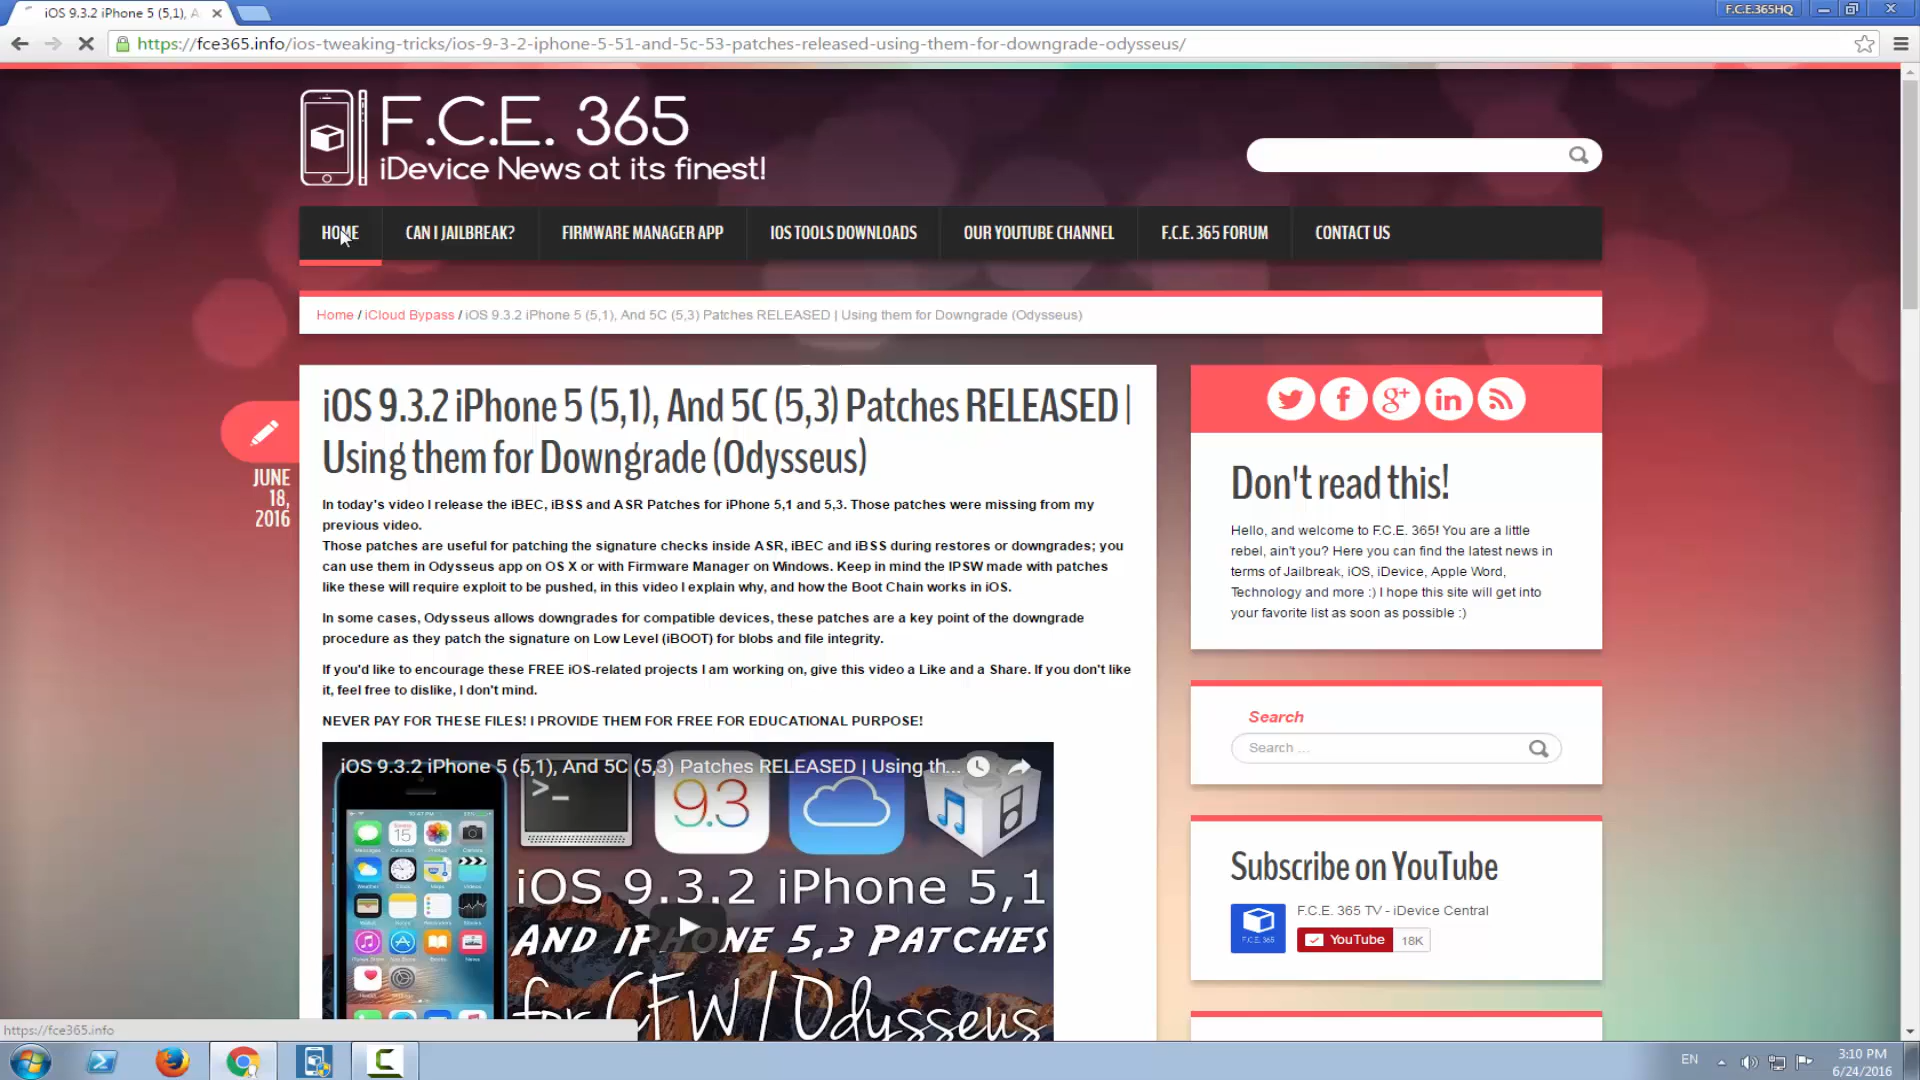 iOS 9.3.2 iPhone 5 (5,1), A
F.C.E.365HQ
https://fce365.info/ios-tweaking-tricks/ios-9-3-2-iphone-5-51-and-5c-53-patches-released-using-them-for-downgrade-odysseus/
F.C.E. 365
iDevice News at its finest!
HOME
CAN I JAILBREAK?
FIRMWARE MANAGER APP
IOS TOOLS DOWNLOADS
OUR YOUTUBE CHANNEL
F.C.E. 365 FORUM
CONTACT US
Home / iCloud Bypass / iOS 9.3.2 iPhone 5 (5,1), And 5C (5,3) Patches RELEASED | Using them for Downgrade (Odysseus)
JUNE
18,
2016
iOS 9.3.2 iPhone 5 (5,1), And 5C (5,3) Patches RELEASED |
Using them for Downgrade (Odysseus)
In today's video I release the iBEC, iBSS and ASR Patches for iPhone 5,1 and 5,3. Those patches were missing from my
previous video.
Those patches are useful for patching the signature checks inside ASR, iBEC and iBSS during restores or downgrades; you
can use them in Odysseus app on OS X or with Firmware Manager on Windows. Keep in mind the IPSW made with patches
like these will require exploit to be pushed, in this video I explain why, and how the Boot Chain works in iOS.
In some cases, Odysseus allows downgrades for compatible devices, these patches are a key point of the downgrade
procedure as they patch the signature on Low Level (iBOOT) for blobs and file integrity.
If you'd like to encourage these FREE iOS-related projects I am working on, give this video a Like and a Share. If you don't like
it, feel free to dislike, I don't mind.
NEVER PAY FOR THESE FILES! I PROVIDE THEM FOR FREE FOR EDUCATIONAL PURPOSE!
iOS 9.3.2 iPhone 5 (5,1), And 5C (5,3) Patches RELEASED | Using th...
9.3
iOS 9.3.2 iPhone 5,1
AND IPHONE 5,3 PATCHES
for CFW / Odysseus
Don't read this!
Hello, and welcome to F.C.E. 365! You are a little
rebel, ain't you? Here you can find the latest news in
terms of Jailbreak, iOS, iDevice, Apple Word,
Technology and more :) I hope this site will get into
your favorite list as soon as possible :)
Search
Search ...
Subscribe on YouTube
F.C.E. 365
F.C.E. 365 TV - iDevice Central
YouTube 18K
https://fce365.info
EN
3:10 PM
6/24/2016